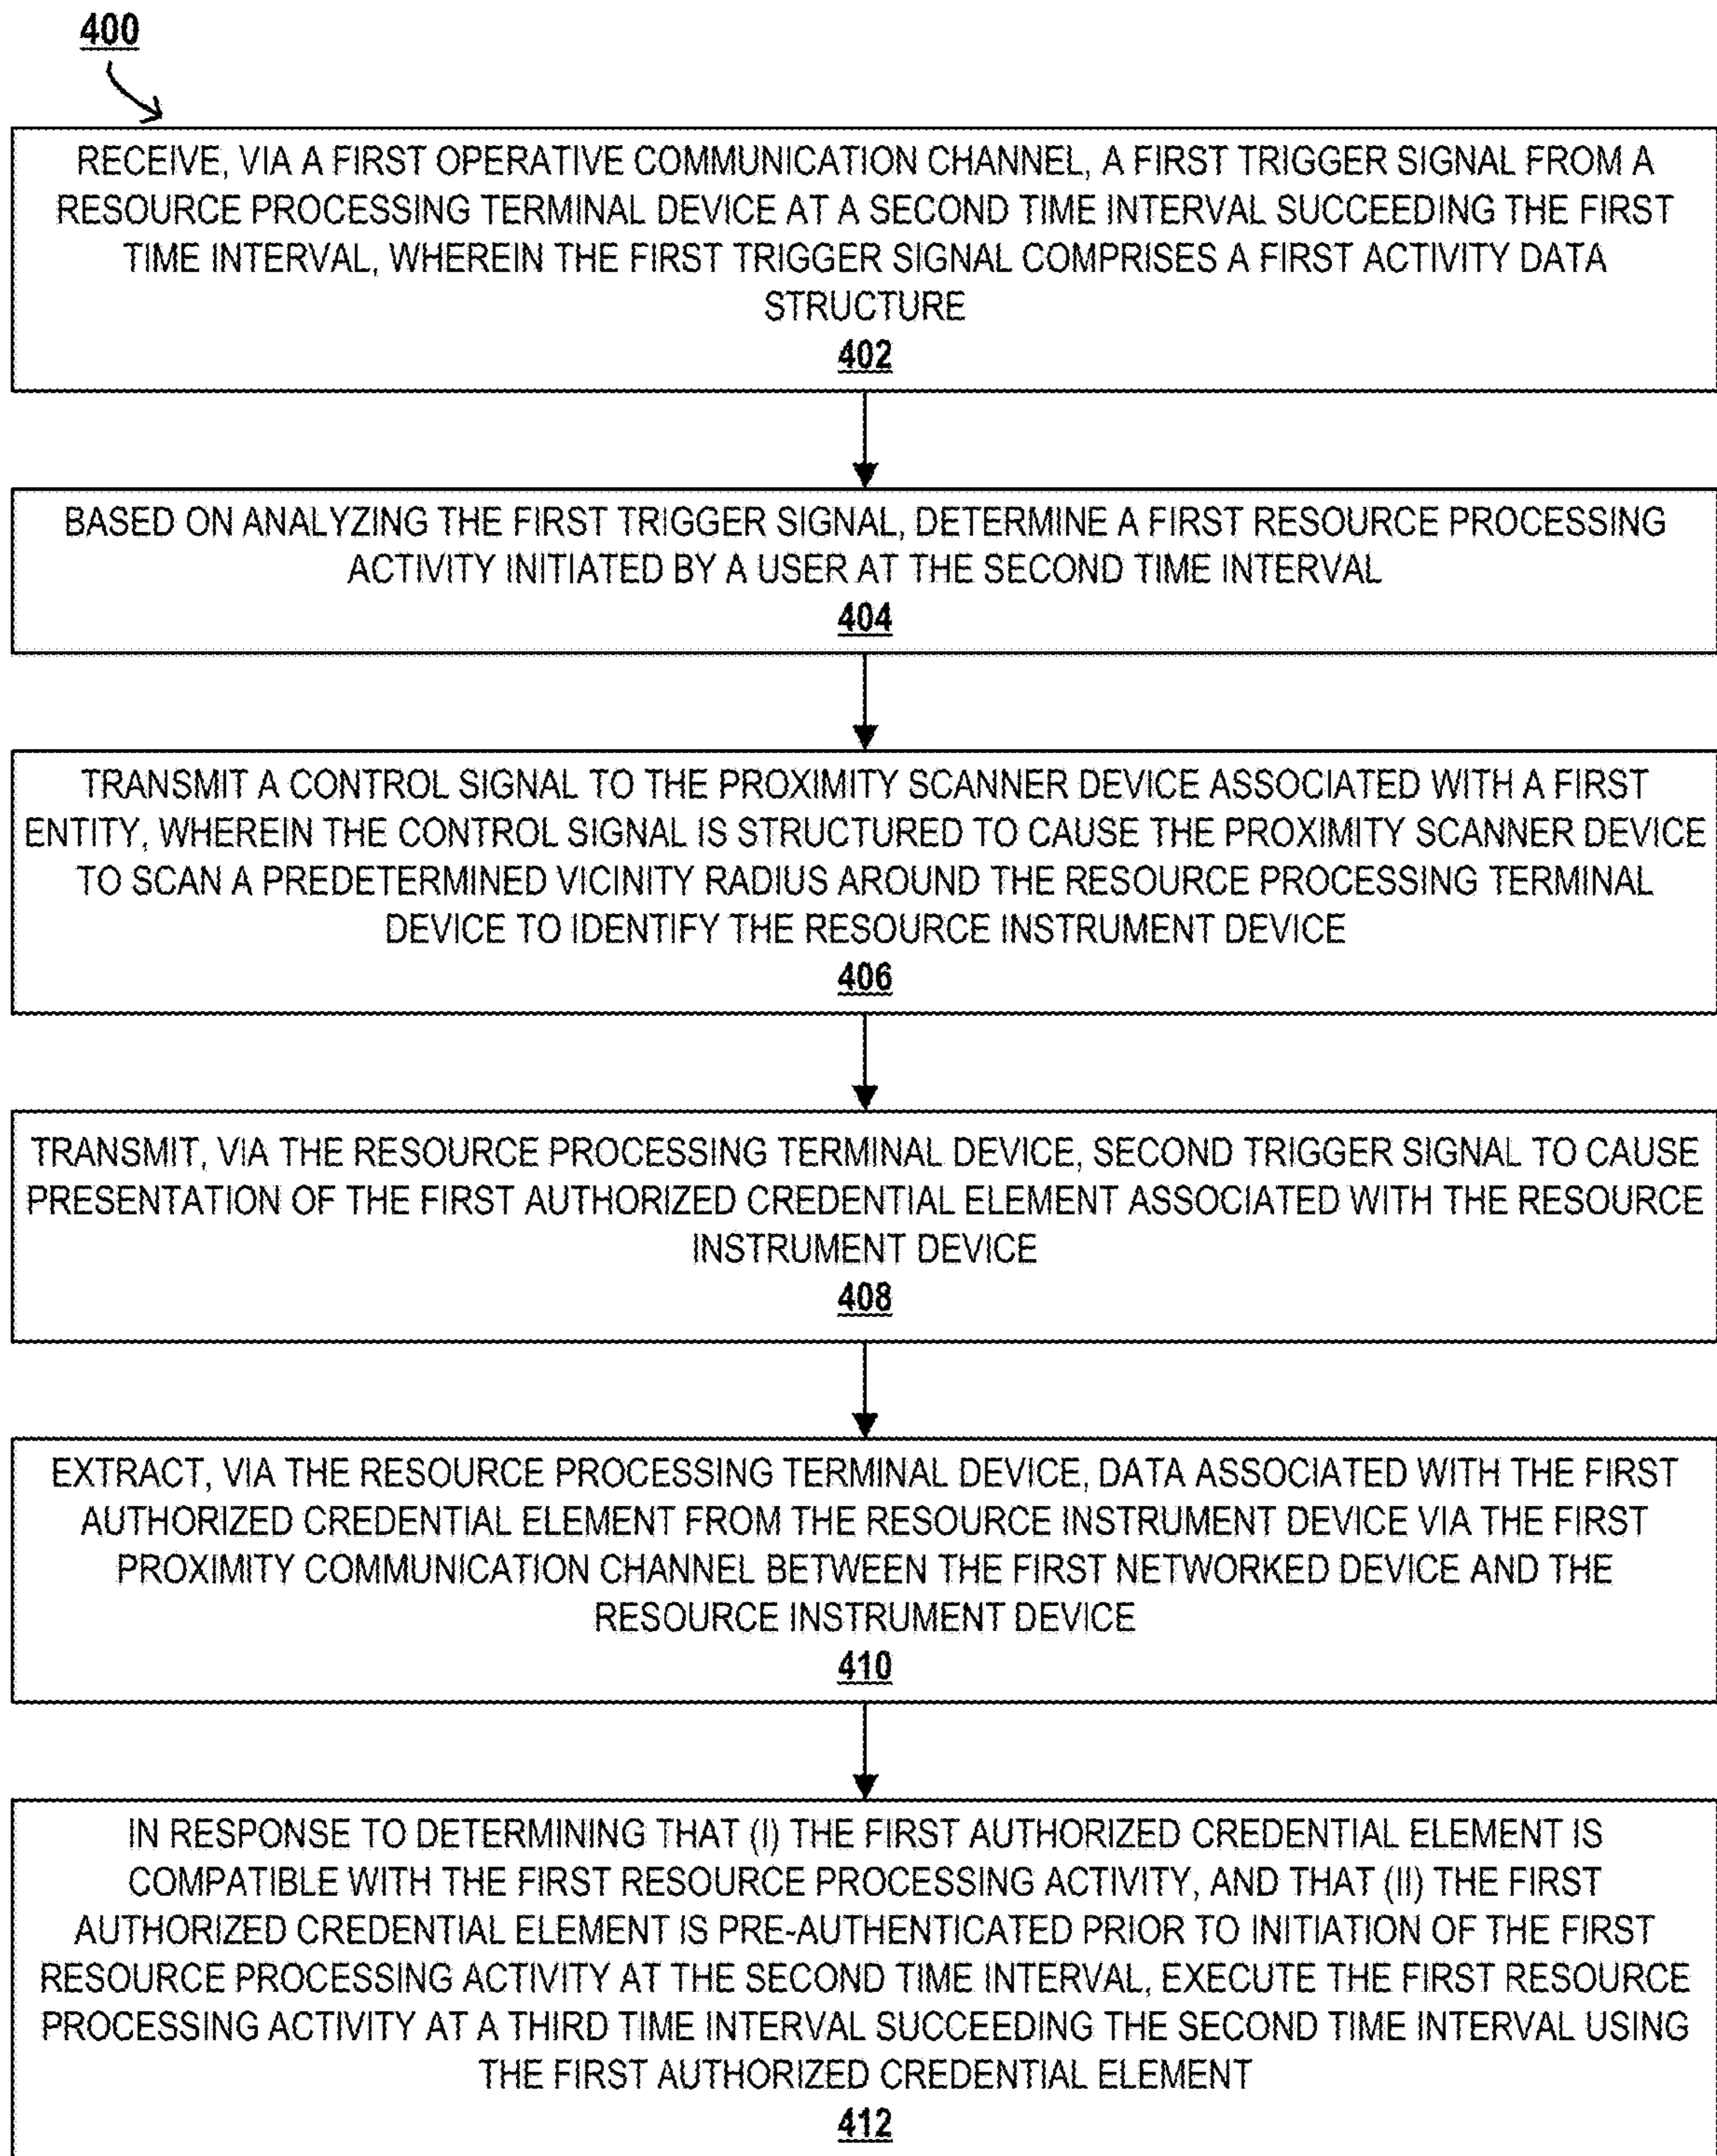 400
RECEIVE, VIA A FIRST OPERATIVE COMMUNICATION CHANNEL, A FIRST TRIGGER SIGNAL FROM A
RESOURCE PROCESSING TERMINAL DEVICE AT A SECOND TIME INTERVAL SUCCEEDING THE FIRST
TIME INTERVAL, WHEREIN THE FIRST TRIGGER SIGNAL COMPRISES A FIRST ACTIVITY DATA
STRUCTURE
402
BASED ON ANALYZING THE FIRST TRIGGER SIGNAL, DETERMINE A FIRST RESOURCE PROCESSING
ACTIVITY INITIATED BY A USER AT THE SECOND TIME INTERVAL
404
TRANSMIT A CONTROL SIGNAL TO THE PROXIMITY SCANNER DEVICE ASSOCIATED WITH A FIRST
ENTITY, WHEREIN THE CONTROL SIGNAL IS STRUCTURED TO CAUSE THE PROXIMITY SCANNER DEVICE
TO SCAN A PREDETERMINED VICINITY RADIUS AROUND THE RESOURCE PROCESSING TERMINAL
DEVICE TO IDENTIFY THE RESOURCE INSTRUMENT DEVICE
406
TRANSMIT, VIA THE RESOURCE PROCESSING TERMINAL DEVICE, SECOND TRIGGER SIGNAL TO CAUSE
PRESENTATION OF THE FIRST AUTHORIZED CREDENTIAL ELEMENT ASSOCIATED WITH THE RESOURCE
INSTRUMENT DEVICE
408
EXTRACT, VIA THE RESOURCE PROCESSING TERMINAL DEVICE, DATA ASSOCIATED WITH THE FIRST
AUTHORIZED CREDENTIAL ELEMENT FROM THE RESOURCE INSTRUMENT DEVICE VIA THE FIRST
PROXIMITY COMMUNICATION CHANNEL BETWEEN THE FIRST NETWORKED DEVICE AND THE
RESOURCE INSTRUMENT DEVICE
410
IN RESPONSE TO DETERMINING THAT (I) THE FIRST AUTHORIZED CREDENTIAL ELEMENT IS
COMPATIBLE WITH THE FIRST RESOURCE PROCESSING ACTIVITY, AND THAT (II) THE FIRST
AUTHORIZED CREDENTIAL ELEMENT IS PRE-AUTHENTICATED PRIOR TO INITIATION OF THE FIRST
RESOURCE PROCESSING ACTIVITY AT THE SECOND TIME INTERVAL, EXECUTE THE FIRST RESOURCE
PROCESSING ACTIVITY AT A THIRD TIME INTERVAL SUCCEEDING THE SECOND TIME INTERVAL USING
THE FIRST AUTHORIZED CREDENTIAL ELEMENT
412